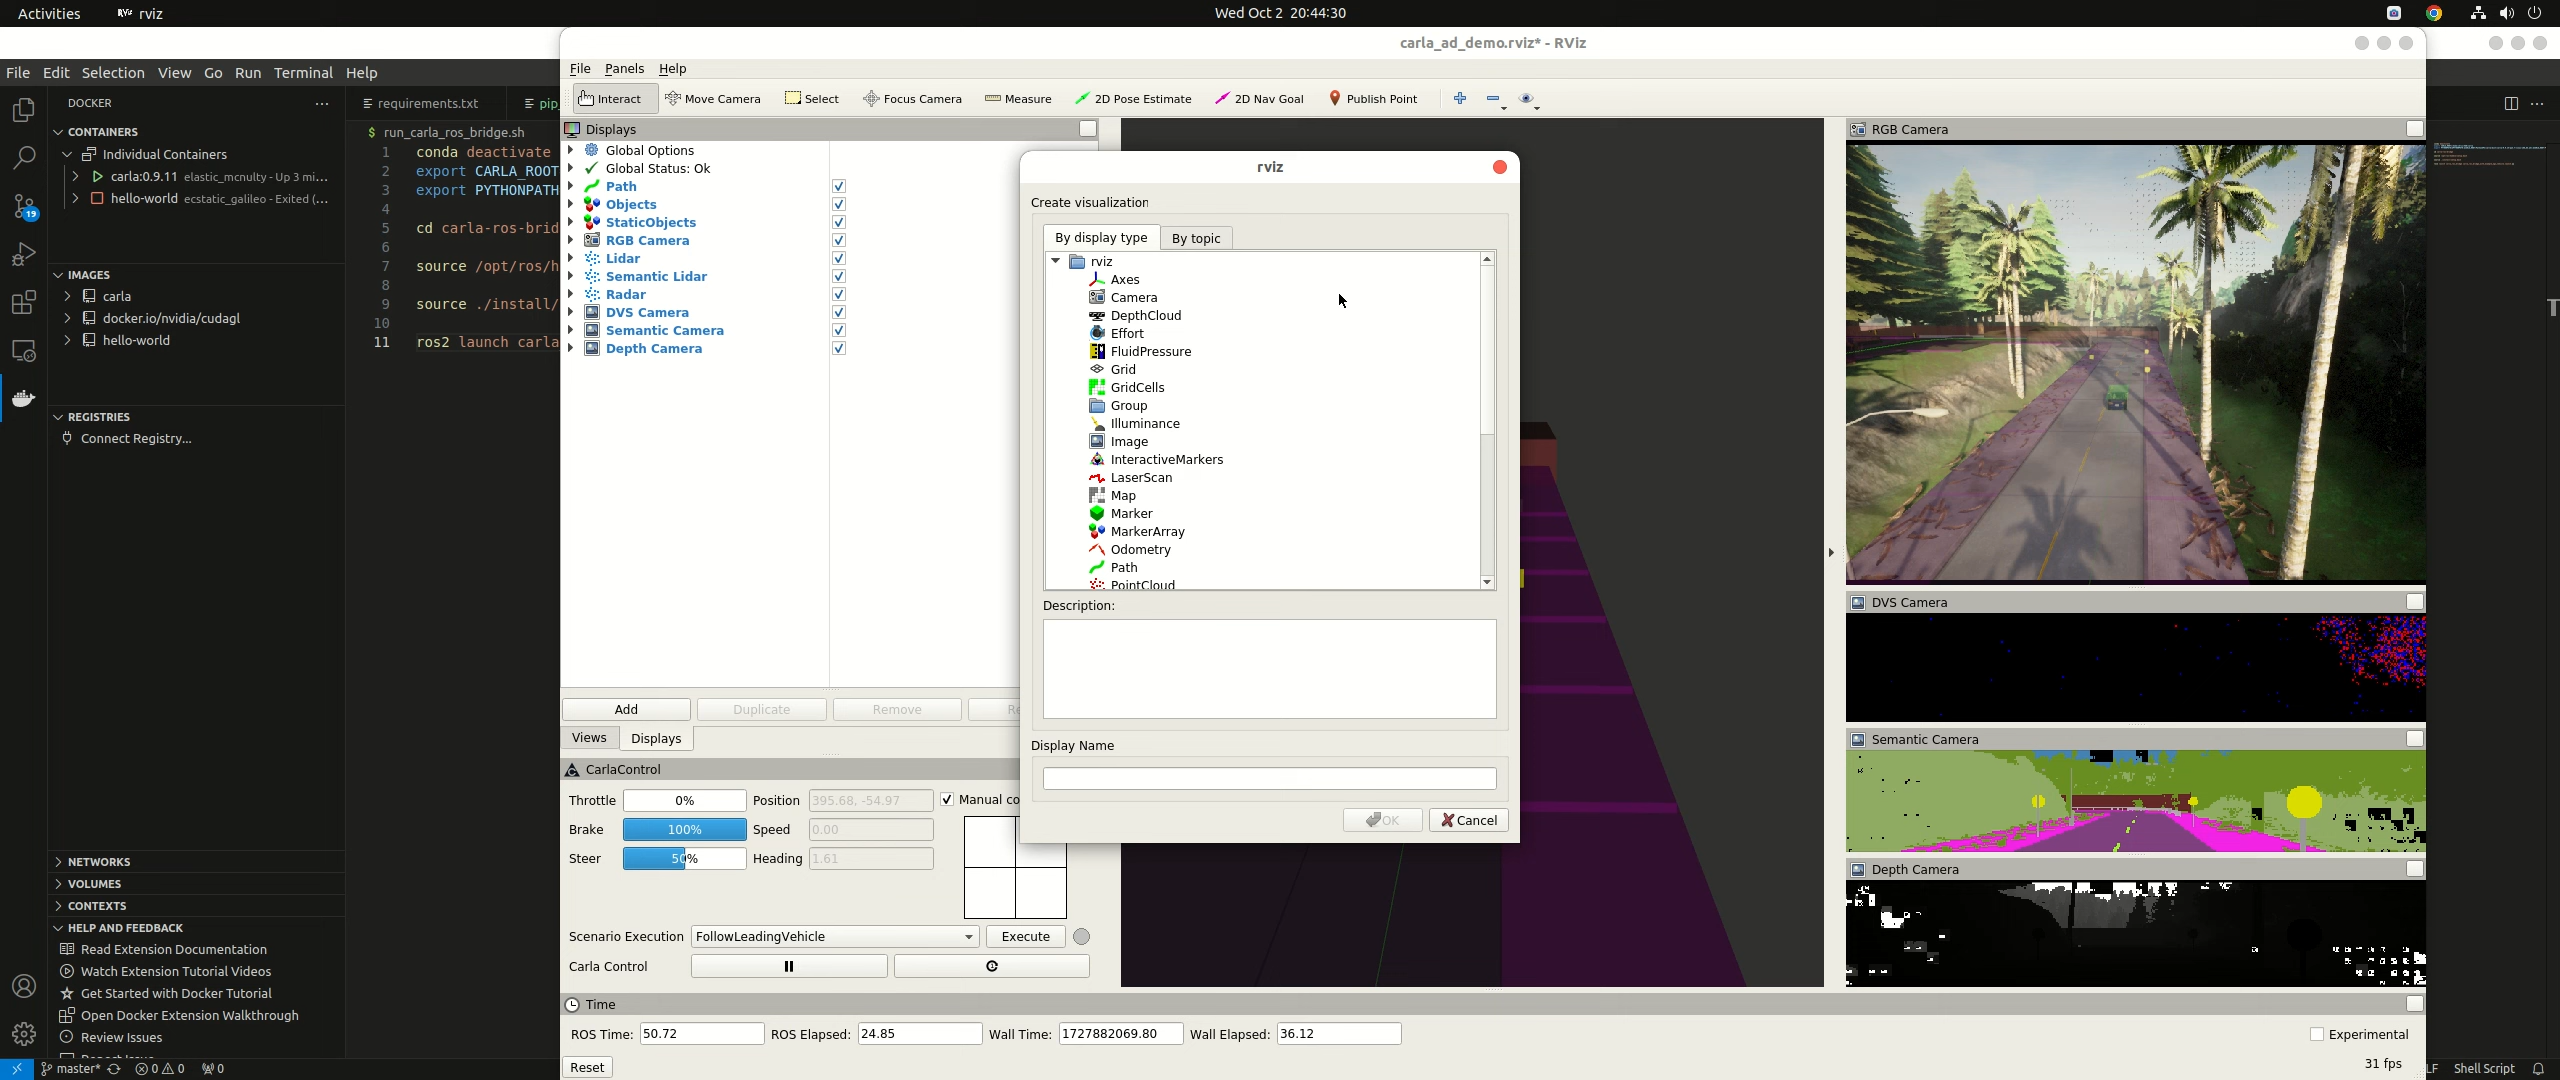 Activities
rviz
Wed Oct 2 20:44:30
carla_ad_demo.rviz* - RViz
File Edit Selection View Go Run Terminal Help
File Panels Help
Interact
Move Camera
Select
Focus Camera
Measure
2D Pose Estimate
2D Nav Goal
Publish Point
DOCKER
CONTAINERS
Individual Containers
carla:0.9.11 elastic_mcnulty - Up 3 mi...
hello-world ecstatic_galileo - Exited (...
IMAGES
carla
docker.io/nvidia/cudagl
hello-world
REGISTRIES
Connect Registry...
NETWORKS
VOLUMES
CONTEXTS
HELP AND FEEDBACK
Read Extension Documentation
Watch Extension Tutorial Videos
Get Started with Docker Tutorial
Open Docker Extension Walkthrough
Review Issues
master*
0 0
0
19
requirements.txt
pip
run_carla_ros_bridge.sh
1 conda deactivate
2 export CARLA_ROOT
3 export PYTHONPATH
4
5 cd carla-ros-brid
6
7 source /opt/ros/h
8
9 source ./install/
10
11 ros2 launch carla
Displays
Global Options
Global Status: Ok
Path
Objects
StaticObjects
RGB Camera
Lidar
Semantic Lidar
Radar
DVS Camera
Semantic Camera
Depth Camera
Add
Duplicate
Remove
Re
Views
Displays
CarlaControl
Throttle 0% Position 395.68, -54.97 Manual co
Brake 100% Speed 0.00
Steer 50% Heading 1.61
Scenario Execution FollowLeadingVehicle Execute
Carla Control
rviz
Create visualization
By display type
By topic
rviz
Axes
Camera
DepthCloud
Effort
FluidPressure
Grid
GridCells
Group
Illuminance
Image
InteractiveMarkers
LaserScan
Map
Marker
MarkerArray
Odometry
Path
PointCloud
Description:
Display Name
OK
Cancel
RGB Camera
DVS Camera
Semantic Camera
Depth Camera
Time
ROS Time: 50.72 ROS Elapsed: 24.85 Wall Time: 1727882069.80 Wall Elapsed: 36.12
Experimental
Reset
31 fps
LF
Shell Script